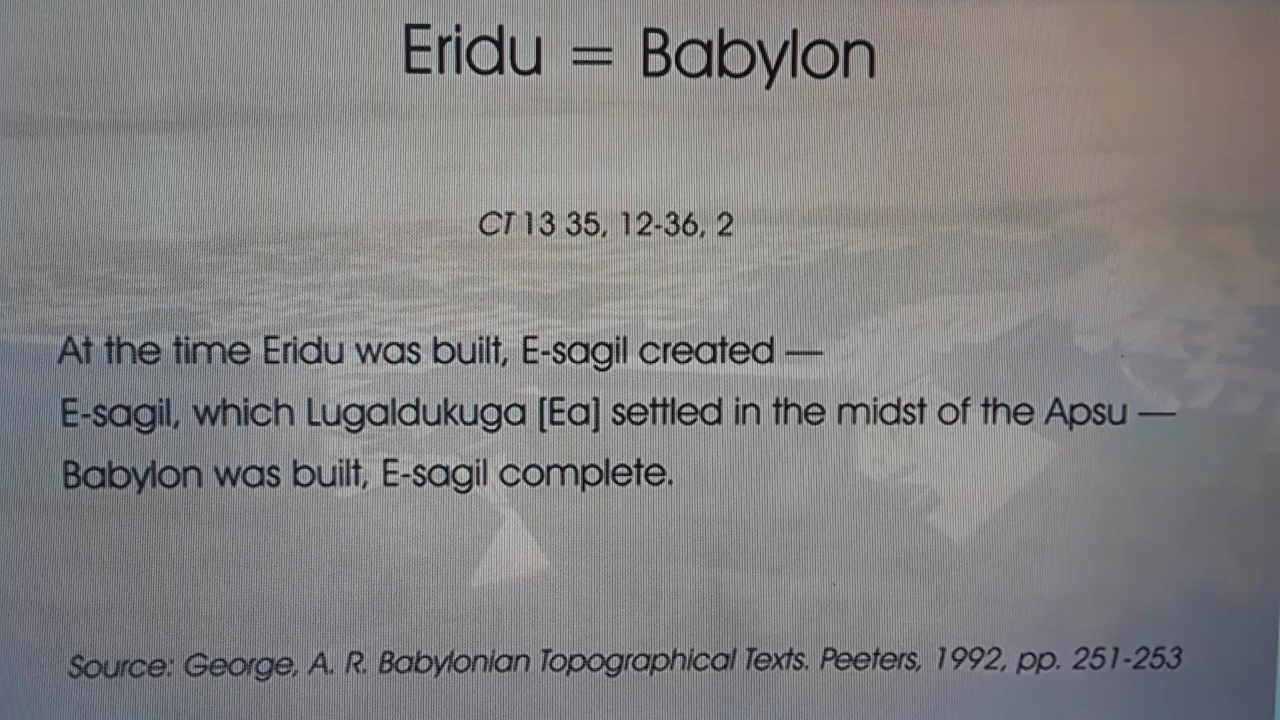 Eridu = Babylon
CT 13 35, 12-36, 2
At the time Eridu was built, E-sagil created —
E-sagil, which Lugaldukuga [Ea] settled in the midst of the Apsu —
Babylon was built, E-sagil complete.
Source: George, A. R. Babylonian Topographical Texts. Peeters, 1992, pp. 251-253